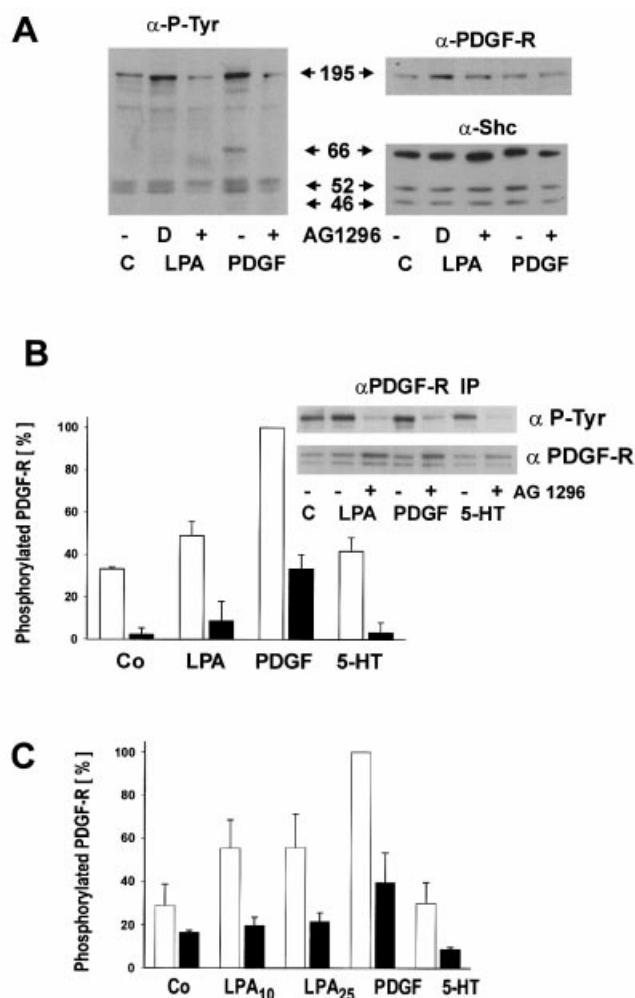 A
α-P-Tyr
α-PDGF-R
195
α-Shc
66
52
46
- D + - + AG1296 - D + - +
C LPA PDGF C LPA PDGF
B
αPDGF-R IP
α P-Tyr
α PDGF-R
- - + - + - + AG 1296
C LPA PDGF 5-HT
Phosphorylated PDGF-R [ % ]
100
80
60
40
20
0
Co LPA PDGF 5-HT
C
Phosphorylated PDGF-R [ % ]
100
80
60
40
20
0
Co LPA10 LPA25 PDGF 5-HT